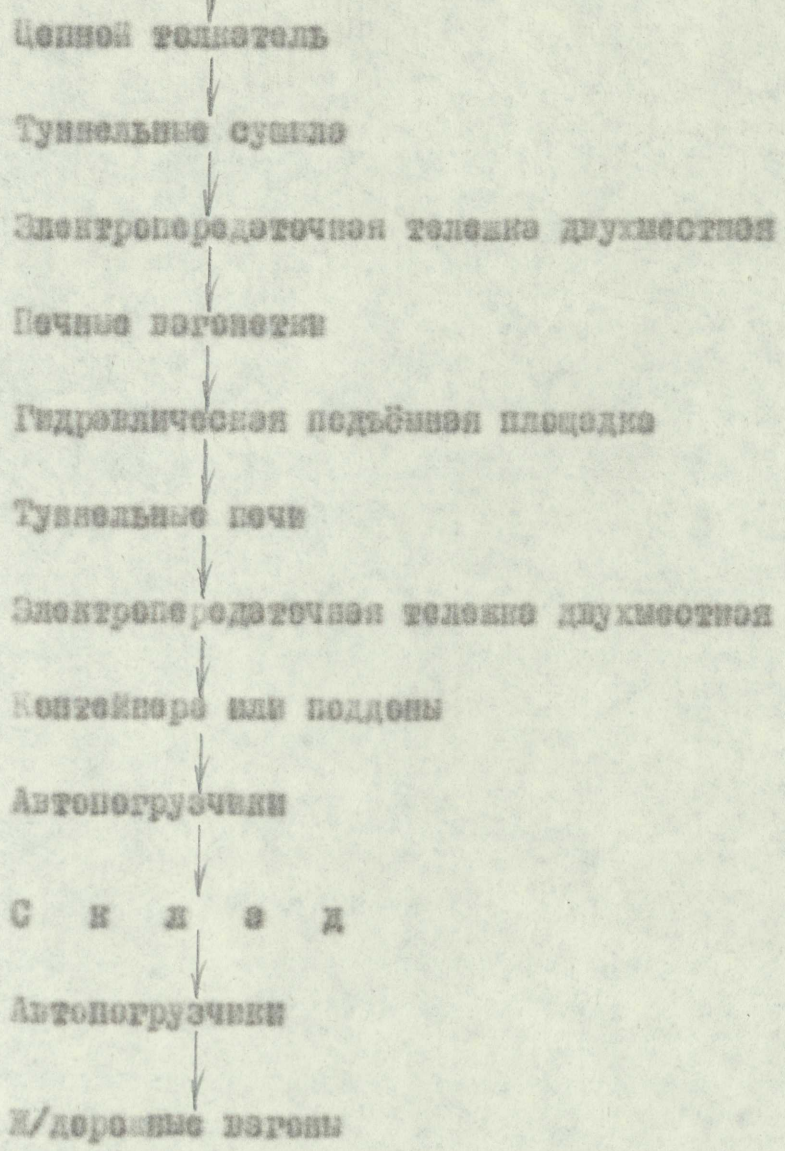 Цепной толкатель
Туннельные сушила
Электропередаточная тележка двухместная
Печные вагонетки
Гидравлическая подъёмная площадка
Туннельные печи
Электропередаточная тележка двухместная
Контейнера или поддоны
Автопогрузчики
С к л а д
Автопогрузчики
Ж/дорожные вагоны